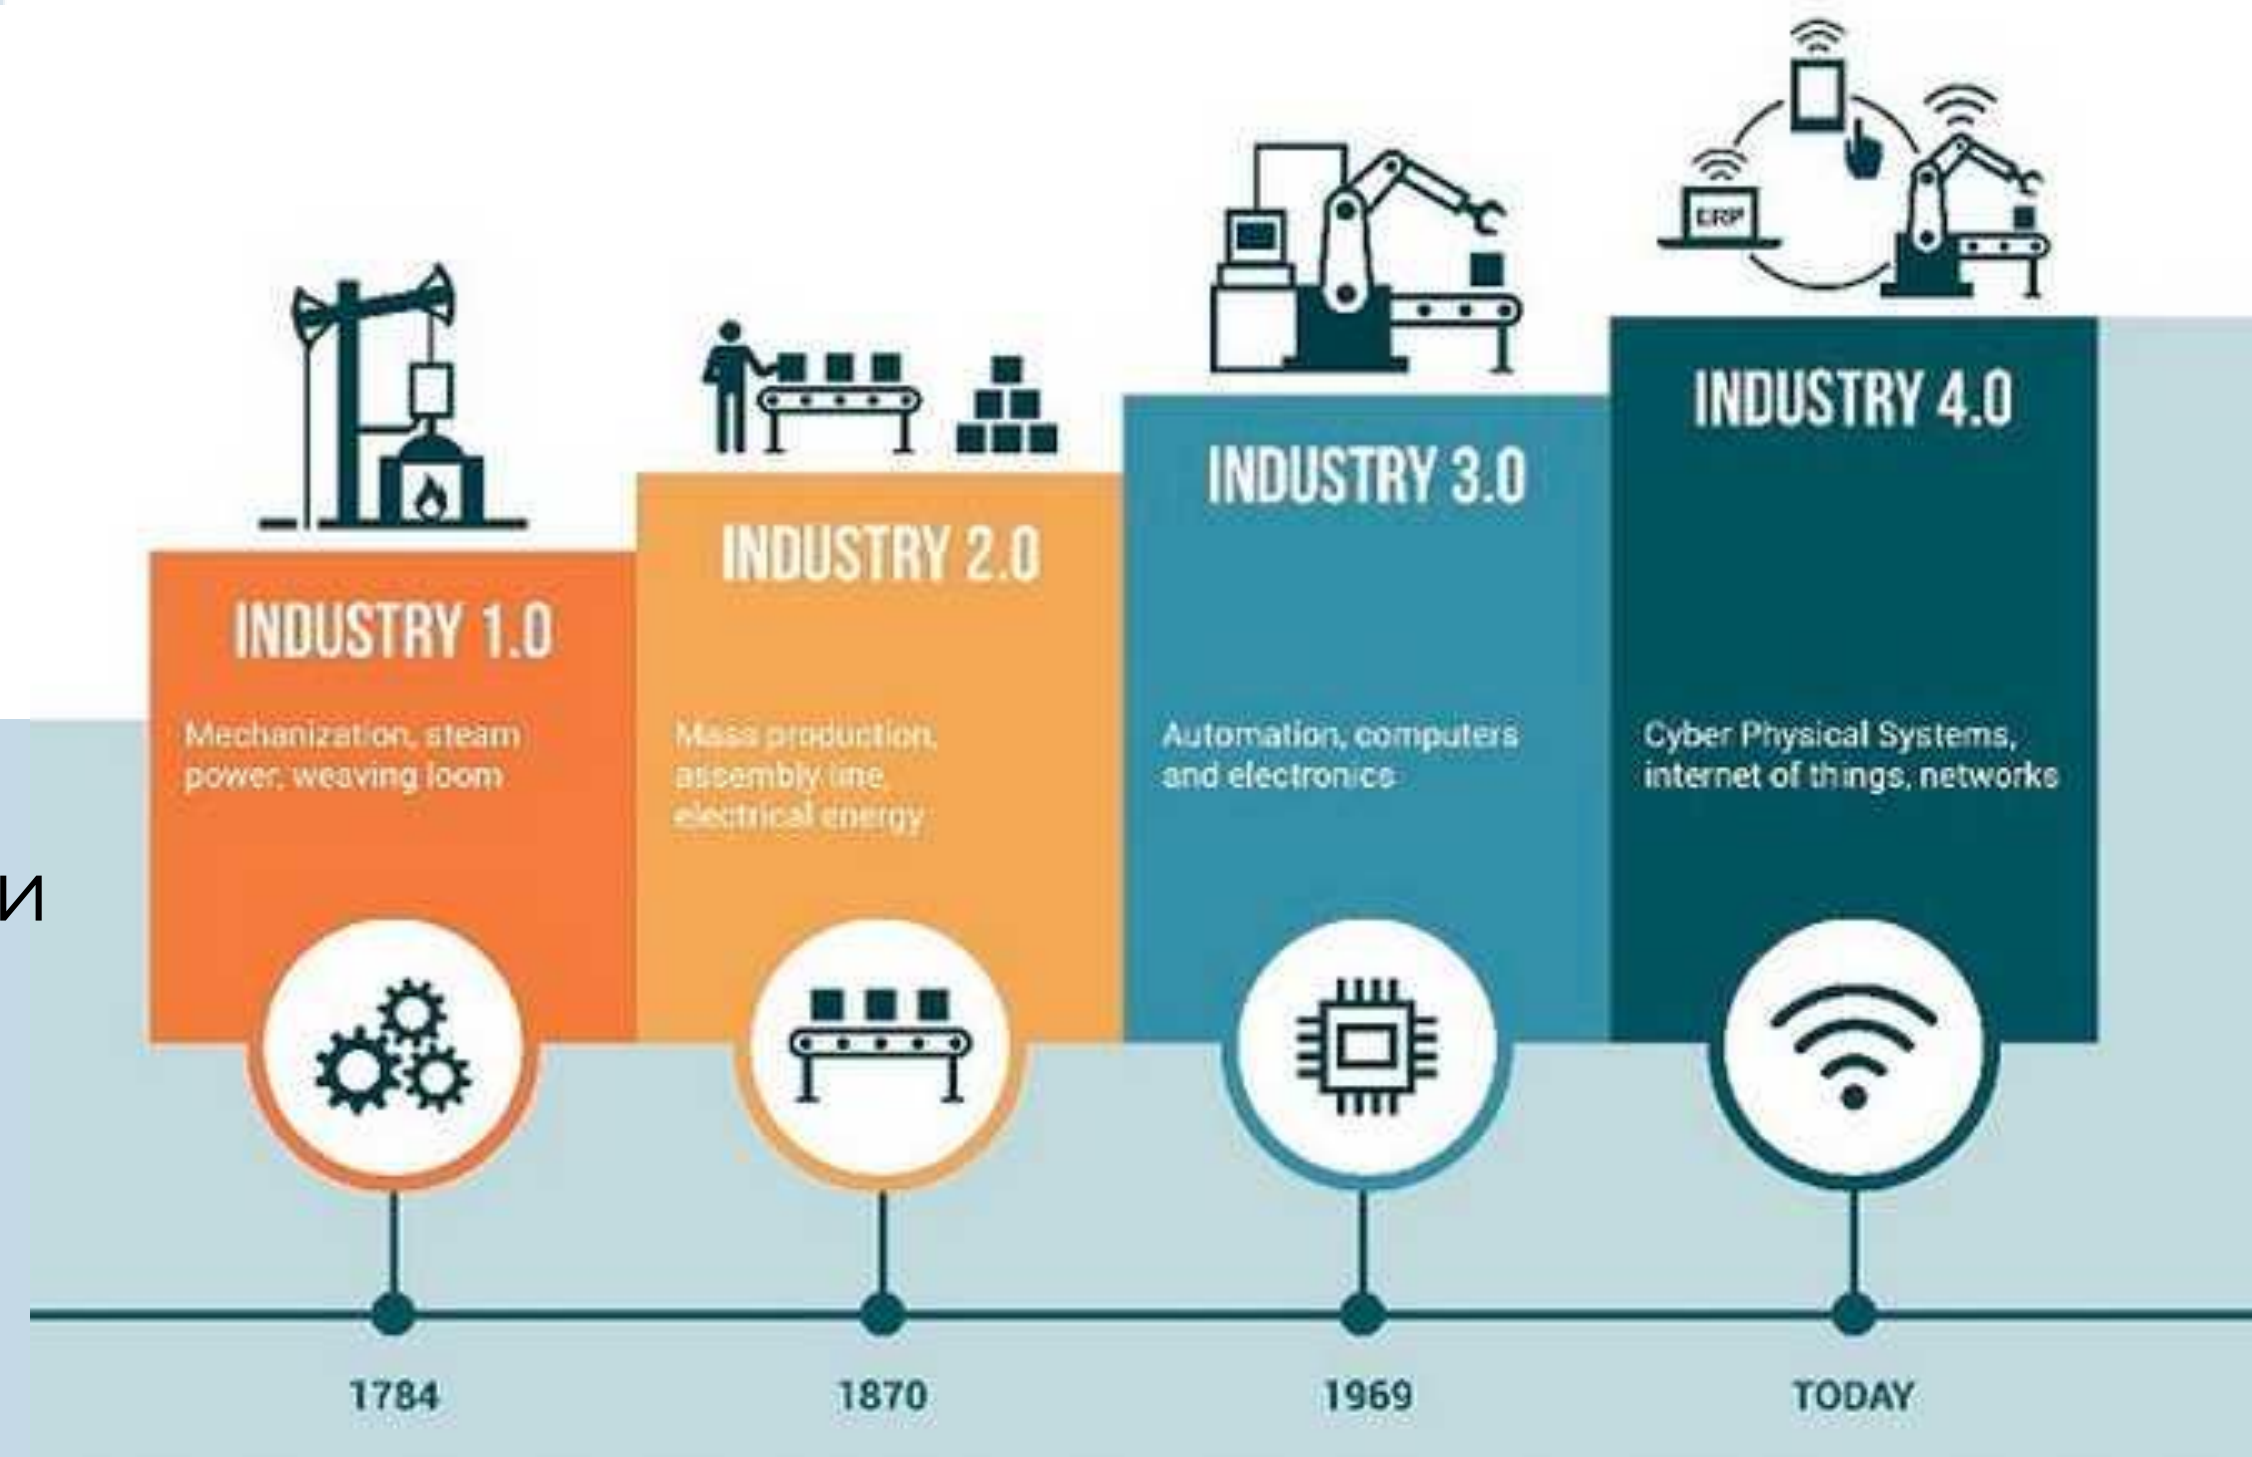 ERP
INDUSTRY 4.0
INDUSTRY 3.0
INDUSTRY 2.0
INDUSTRY 1.0
Mechanization, steam
power, weaving loom
Mass production,
assembly line,
electrical energy
Automation, computers
and electronics
Cyber Physical Systems,
internet of things, networks
и
1784
1870
1969
TODAY